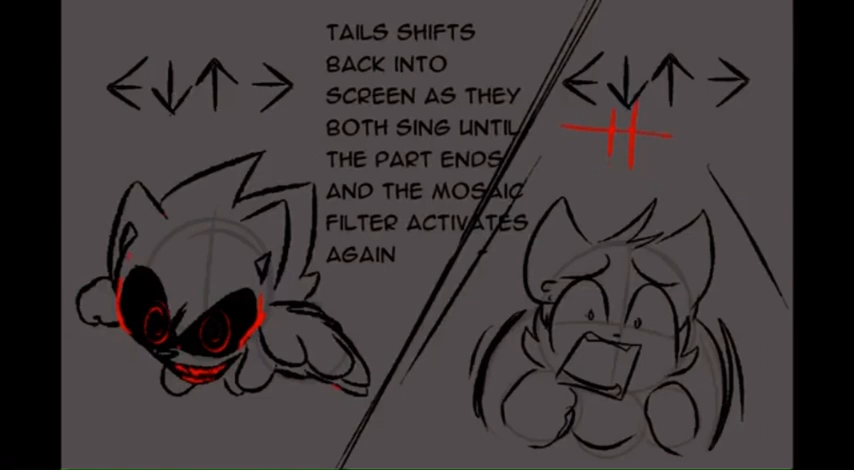 TAILS SHIFTS
BACK INTO
SCREEN AS THEY
BOTH SING UNTIL
THE PART ENDS
AND THE MOSAIC
FILTER ACTIVATES
AGAIN